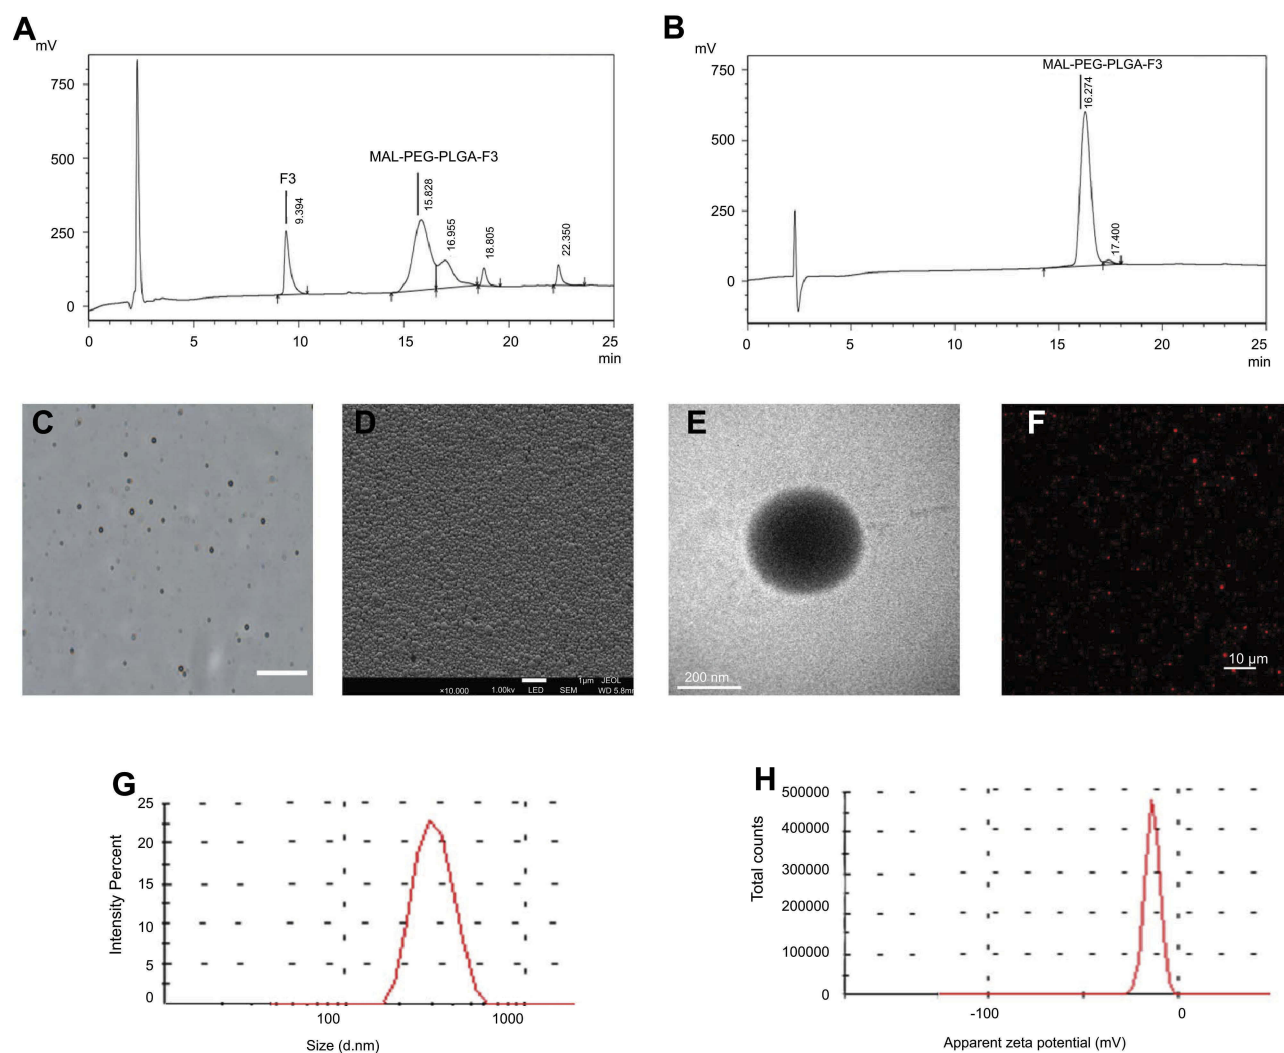 A
mV
750
500
250
0
F3
9.394
MAL-PEG-PLGA-F3
15.828
16.955
18.805
22.350
0
5
10
15
20
25
min
B
mV
750
500
250
0
MAL-PEG-PLGA-F3
16.274
17.400
0
5
10
15
20
25
min
C
D
×10.000 1.00kv LED SEM 1µm JEOL WD 5.8m
E
200 nm
F
10 µm
G
Intensity Percent
25
20
15
10
5
0
100
1000
Size (d.nm)
H
Total counts
500000
400000
300000
200000
100000
0
-100
0
Apparent zeta potential (mV)